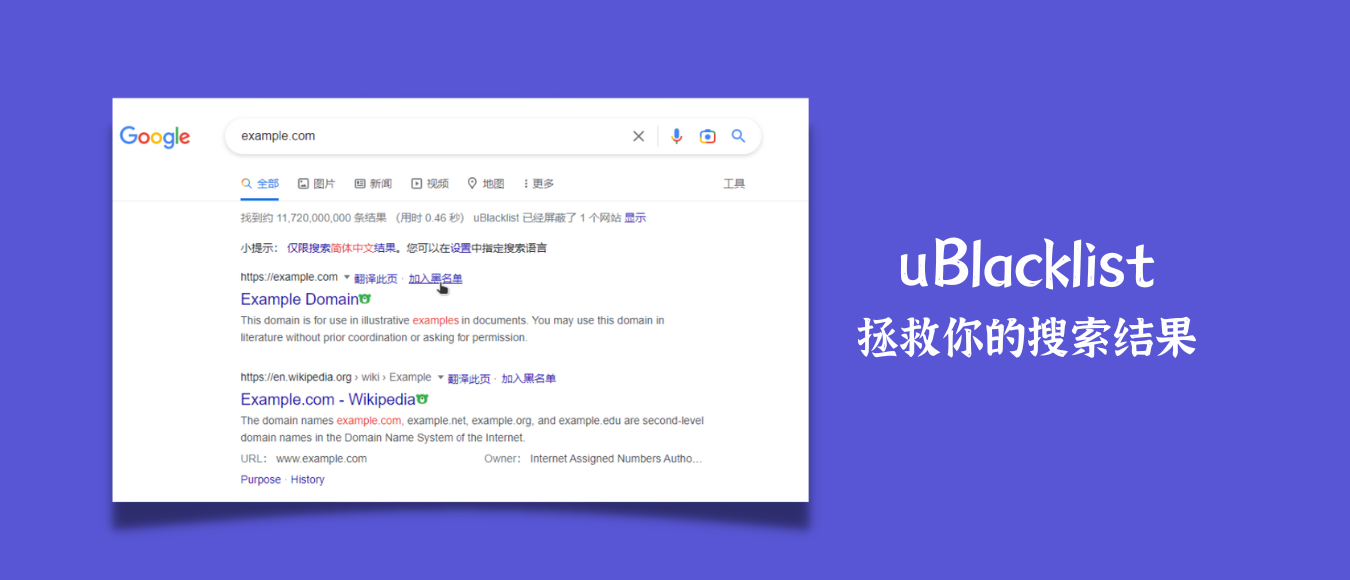 Google
example.com
全部 图片 新闻 视频 地图 更多 工具
找到约 11,720,000,000 条结果 （用时 0.46 秒） uBlacklist 已经屏蔽了 1 个网站 显示
小提示： 仅限搜索简体中文结果。您可以在设置中指定搜索语言
https://example.com 翻译此页 · 加入黑名单
Example Domain
This domain is for use in illustrative examples in documents. You may use this domain in
literature without prior coordination or asking for permission.
https://en.wikipedia.org › wiki › Example 翻译此页 · 加入黑名单
Example.com - Wikipedia
The domain names example.com, example.net, example.org, and example.edu are second-level
domain names in the Domain Name System of the Internet.
URL： www.example.com Owner： Internet Assigned Numbers Autho...
Purpose · History
uBlacklist
拯救你的搜索结果